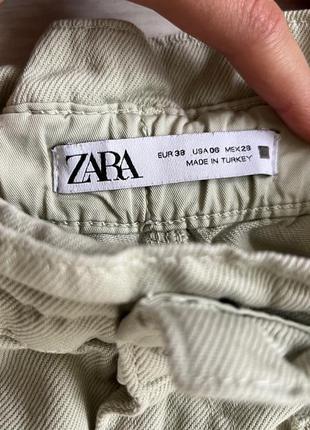 ZARA
EUR 38 USA 06 MEX 28
MADE IN TURKEY